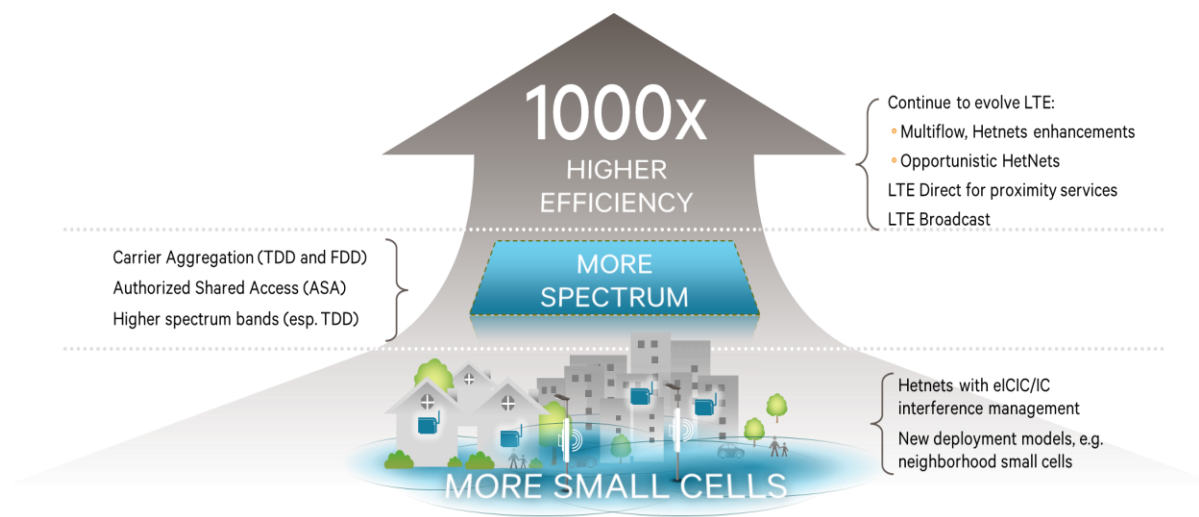 1000x
HIGHER
EFFICIENCY
Continue to evolve LTE:
• Multiflow, Hetnets enhancements
• Opportunistic HetNets
LTE Direct for proximity services
LTE Broadcast
Carrier Aggregation (TDD and FDD)
Authorized Shared Access (ASA)
Higher spectrum bands (esp. TDD)
MORE
SPECTRUM
Hetnets with eICIC/IC
interference management
New deployment models, e.g.
neighborhood small cells
MORE SMALL CELLS